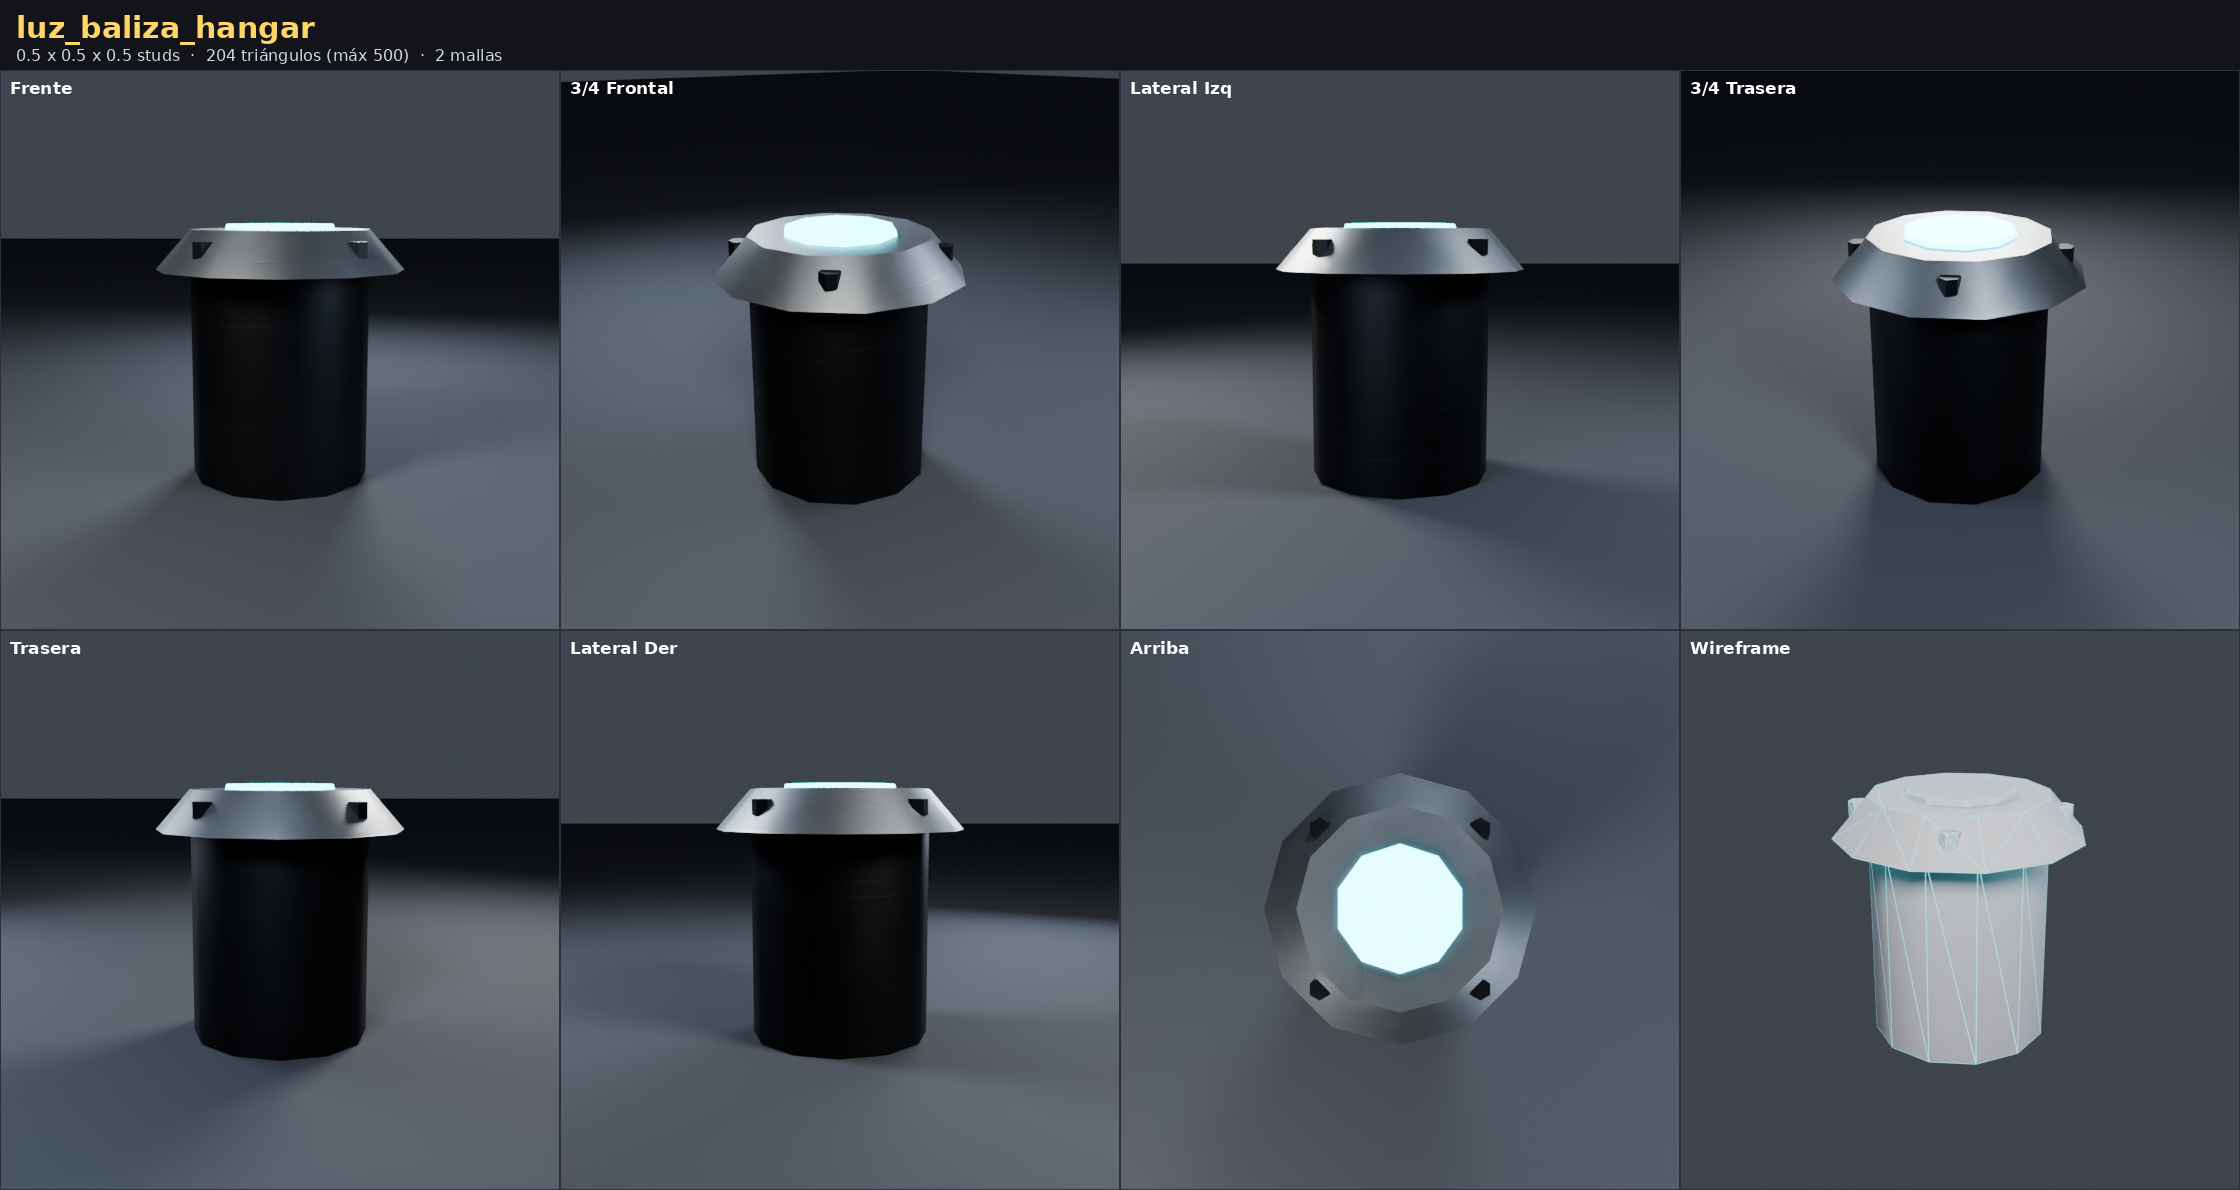 luz_baliza_hangar
0.5 x 0.5 x 0.5 studs · 204 triángulos (máx 500) · 2 mallas
Frente
3/4 Frontal
Lateral Izq
3/4 Trasera
Trasera
Lateral Der
Arriba
Wireframe